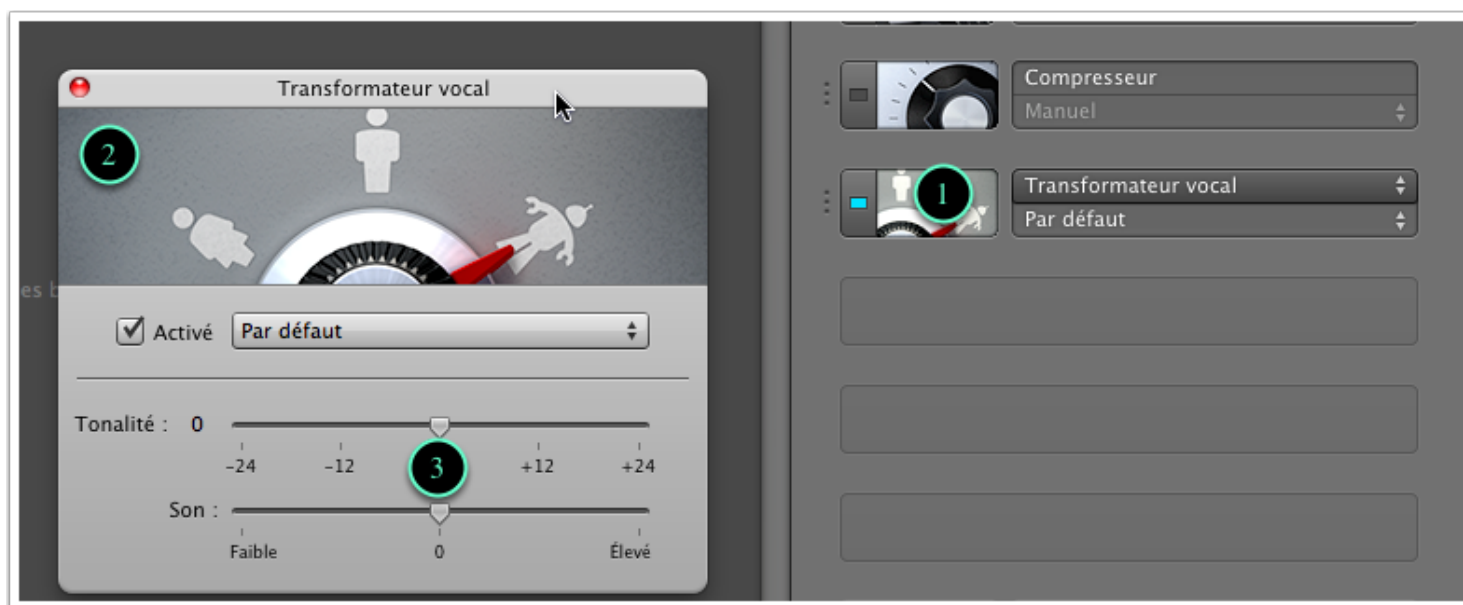 Transformateur vocal
2
Activé Par défaut
Tonalité : 0
-24 -12 +12 +24
3
Son :
Faible 0 Élevé
es b
Compresseur
Manuel
1
Transformateur vocal
Par défaut